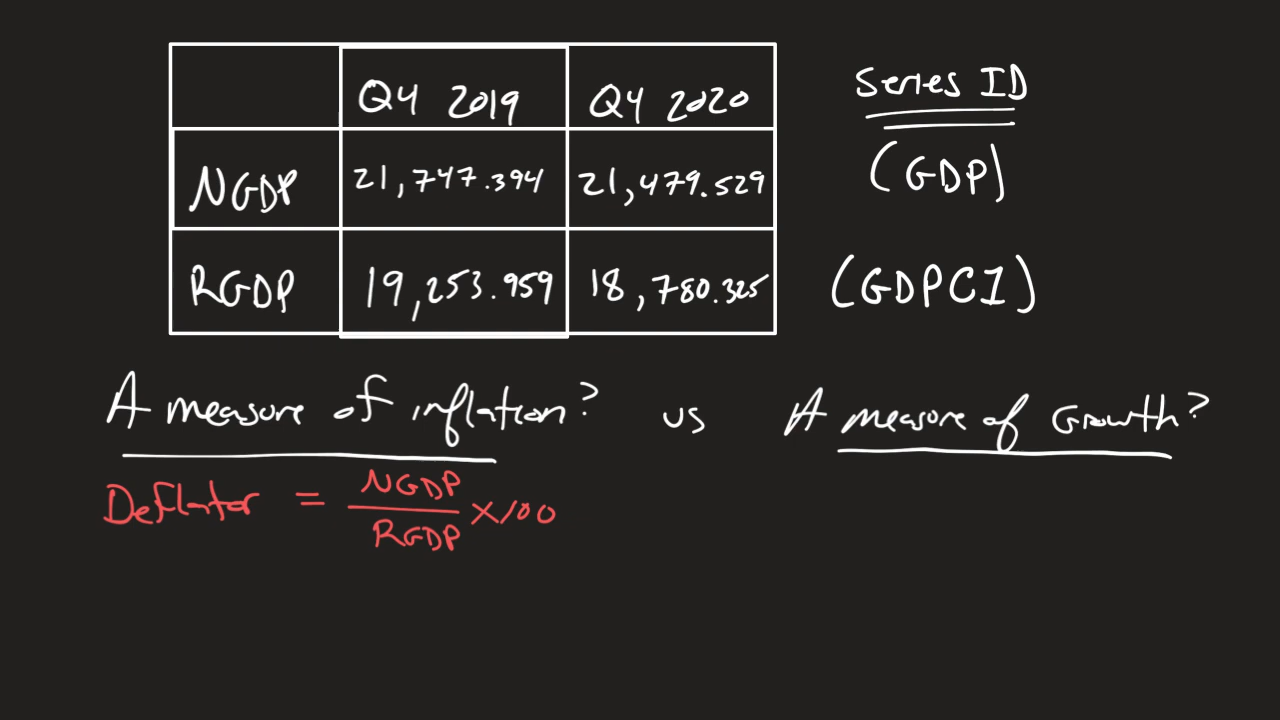 Q4 2019 Q4 2020 Series ID
NGDP 21,747.394 21,479.529 (GDP)
RGDP 19,253.959 18,780.325 (GDPC1)
A measure of inflation? vs A measure of Growth?
Deflator = NGDP
RGDP ×100